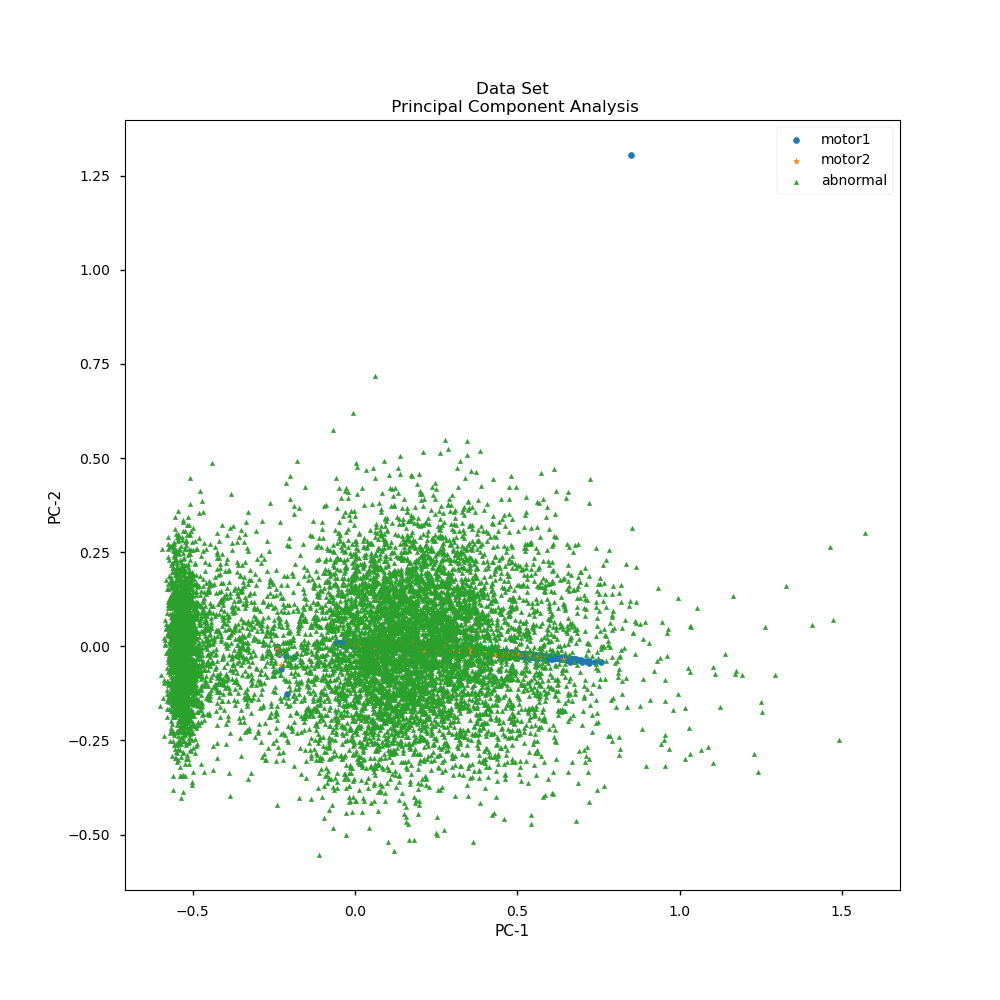 Data Set
Principal Component Analysis
motor1
motor2
abnormal
1.25
1.00
0.75
0.50
0.25
0.00
−0.25
−0.50
PC-2
−0.5
0.0
0.5
1.0
1.5
PC-1